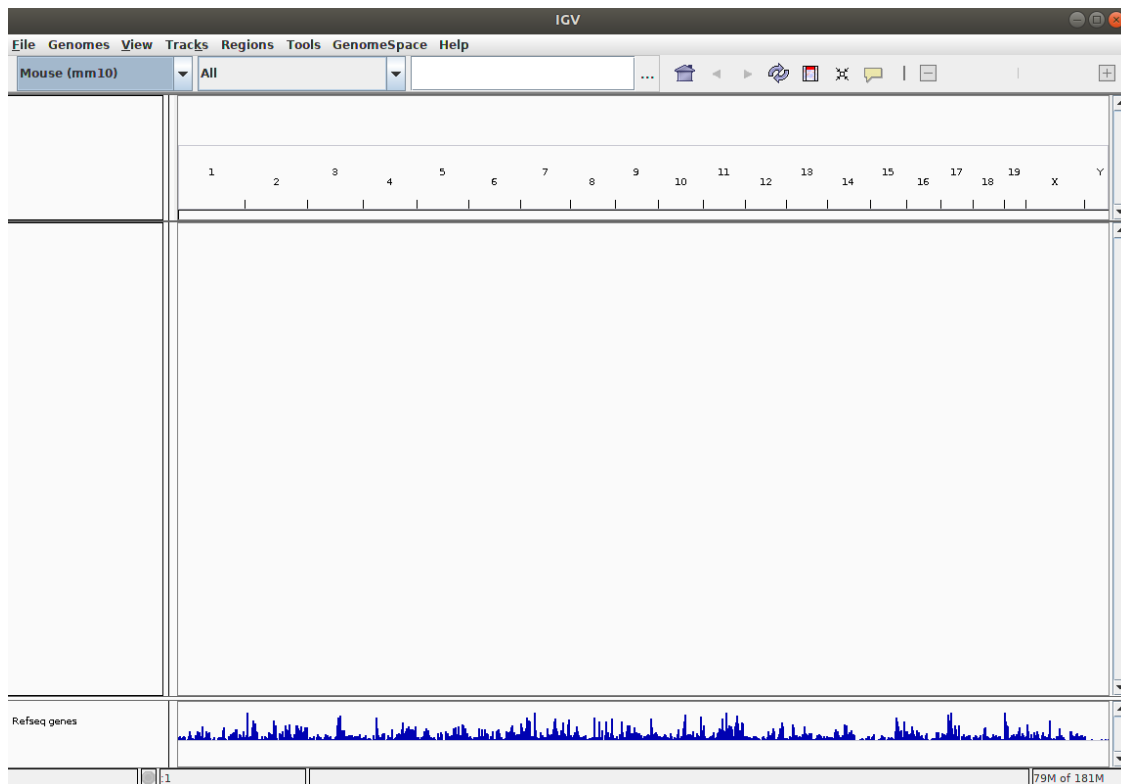 IGV
File Genomes View Tracks Regions Tools GenomeSpace Help
Mouse (mm10) All ...
1 2 3 4 5 6 7 8 9 10 11 12 13 14 15 16 17 18 19 X Y
Refseq genes
:1 79M of 181M